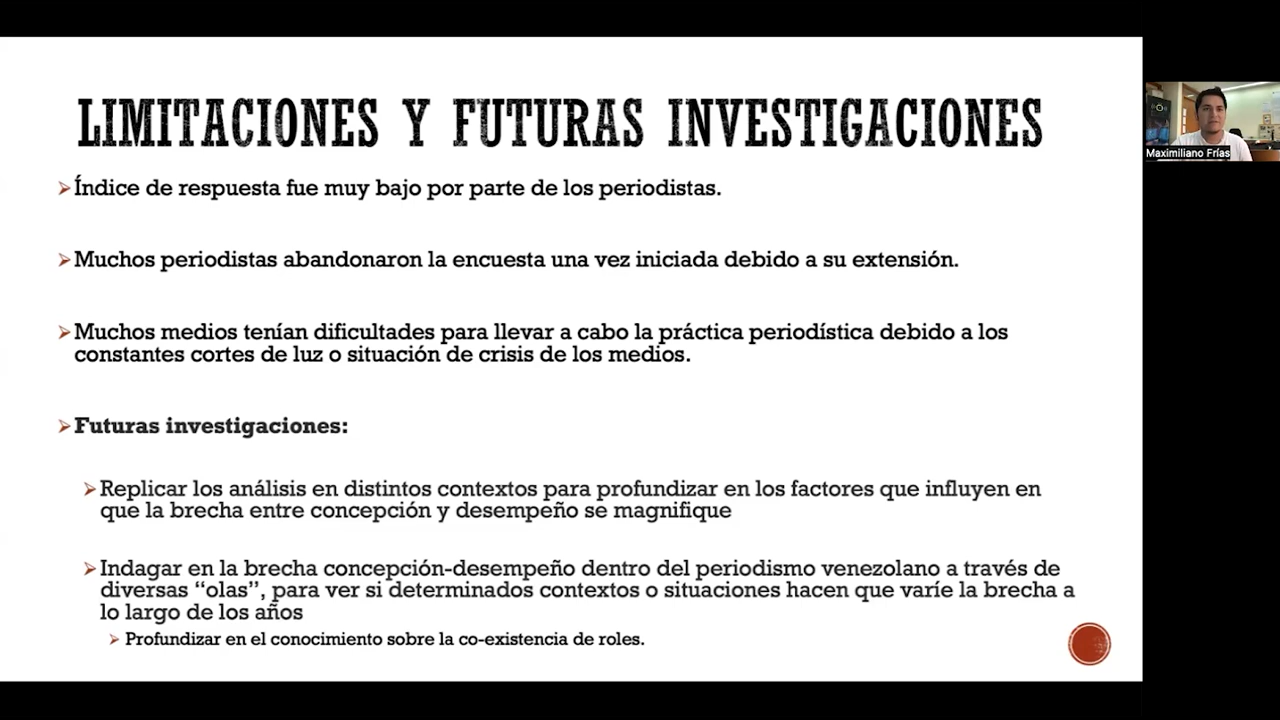 LIMITACIONES Y FUTURAS INVESTIGACIONES
Índice de respuesta fue muy bajo por parte de los periodistas.
Muchos periodistas abandonaron la encuesta una vez iniciada debido a su extensión.
Muchos medios tenían dificultades para llevar a cabo la práctica periodística debido a los
constantes cortes de luz o situación de crisis de los medios.
Futuras investigaciones:
Replicar los análisis en distintos contextos para profundizar en los factores que influyen en
que la brecha entre concepción y desempeño se magnifique
Indagar en la brecha concepción-desempeño dentro del periodismo venezolano a través de
diversas “olas”, para ver si determinados contextos o situaciones hacen que varíe la brecha a
lo largo de los años
Profundizar en el conocimiento sobre la co-existencia de roles.
Maximiliano Frías